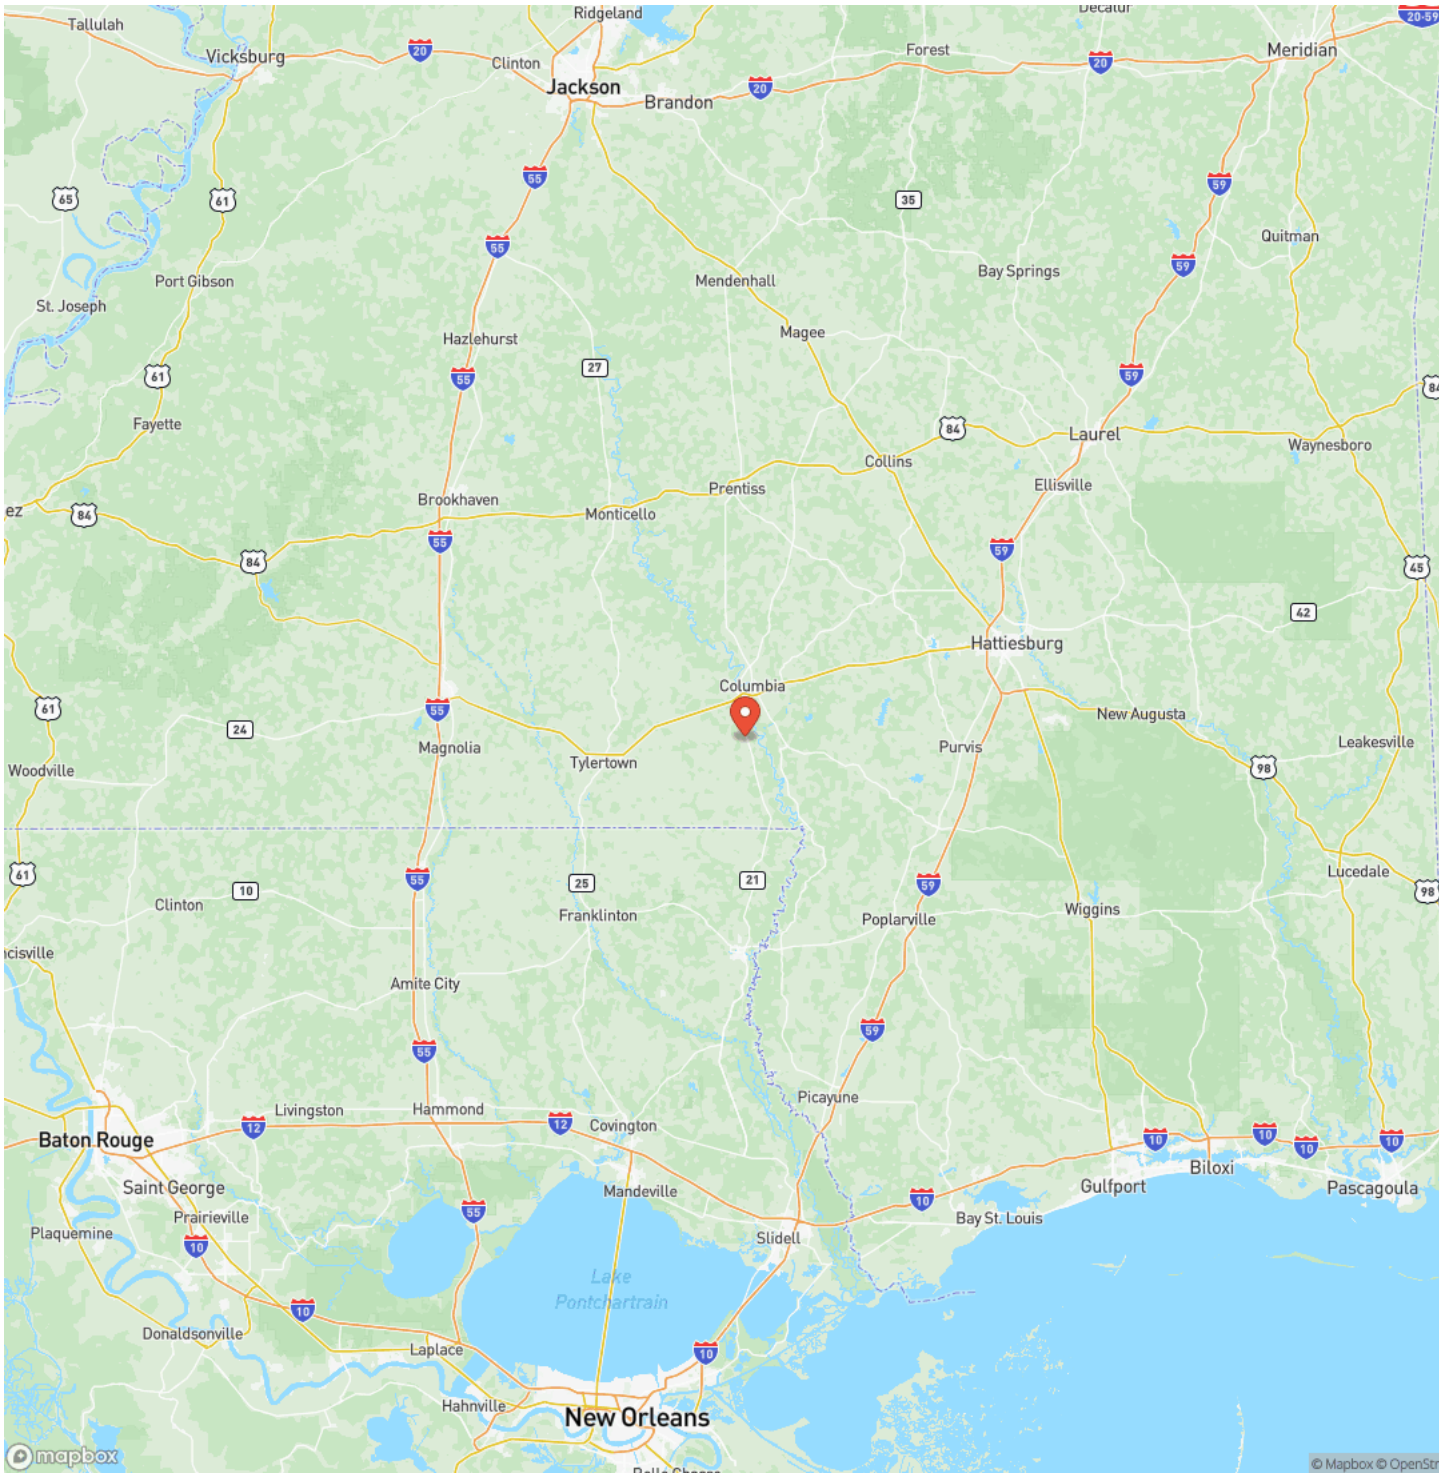 Ridgeland
Decatur
20-59
Tallulah
Vicksburg
20
Clinton
Forest
Meridian
20
Jackson
Brandon
20
55
59
65
61
35
Quitman
55
59
Bay Springs
Port Gibson
Mendenhall
St. Joseph
Magee
Hazlehurst
27
61
55
59
84
Fayette
84
Laurel
Waynesboro
Collins
Ellisville
Prentiss
Brookhaven
ez
84
Monticello
55
59
84
45
42
Hattiesburg
Columbia
61
55
New Augusta
24
Magnolia
Purvis
Leakesville
Tylertown
Woodville
98
61
55
25
21
59
Lucedale
10
98
Clinton
Franklinton
Poplarville
Wiggins
ncisville
Amite City
59
55
Picayune
Livingston
Hammond
12
12
Covington
Baton Rouge
10
10
10
10
Biloxi
Saint George
Mandeville
Gulfport
Pascagoula
10
55
Prairieville
Bay St. Louis
Plaquemine
Slidell
10
Lake
Pontchartrain
10
Donaldsonville
Laplace
10
Hahnville
New Orleans
mapbox
© Mapbox © OpenStr